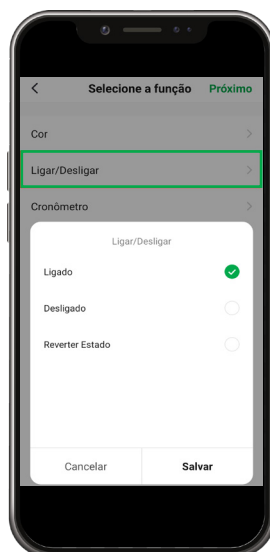 Selecione a função Próximo
Cor
Ligar/Desligar
Cronômetro
Ligar/Desligar
Ligado
Desligado
Reverter Estado
Cancelar Salvar